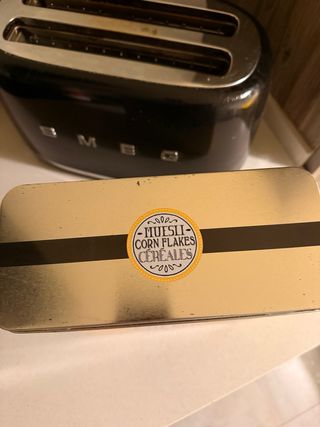 SMEG
MUESLI
CORN FLAKES
CÉRÉALES